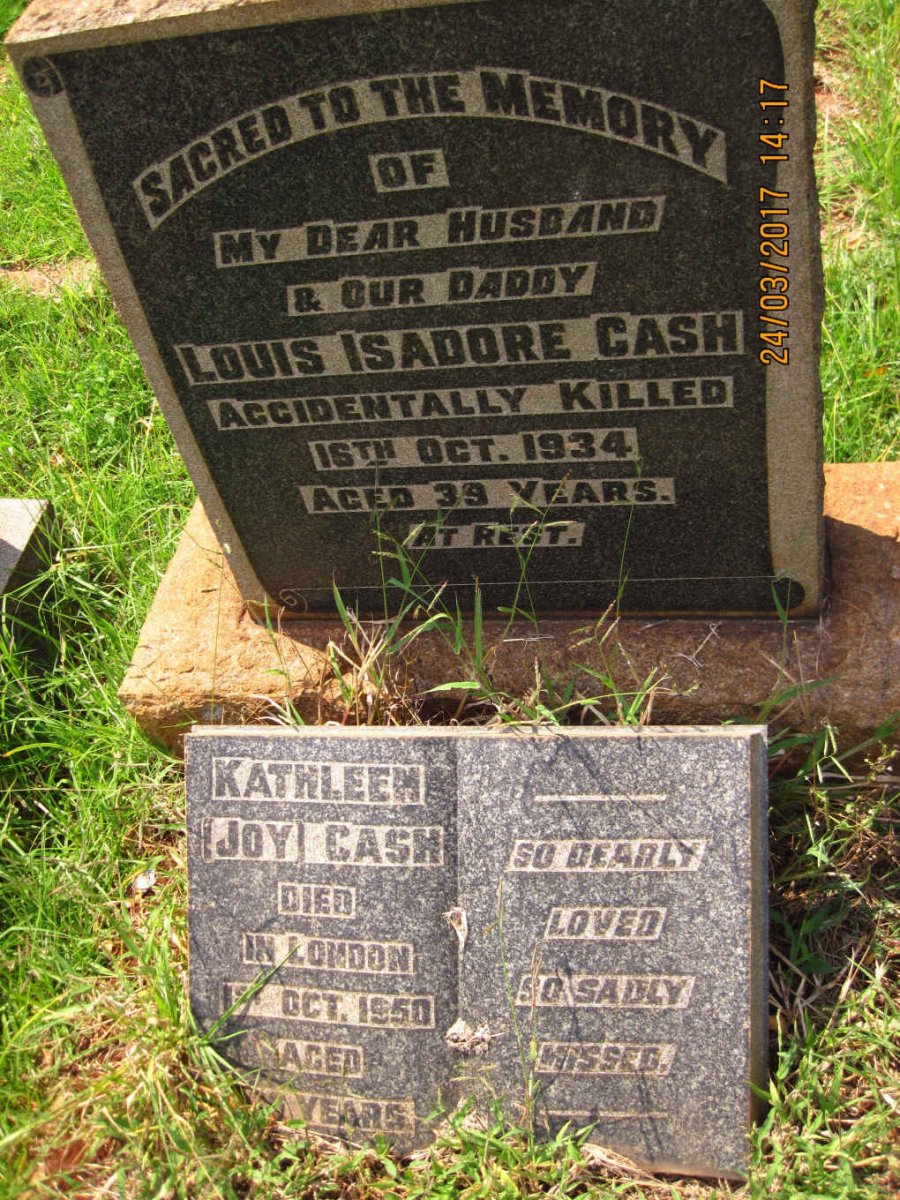 SACRED TO THE MEMORY
OF
MY DEAR HUSBAND
& OUR DADDY
LOUIS ISADORE CASH
ACCIDENTALLY KILLED
16TH OCT. 1934
AGED 39 YEARS.
AT REST.
KATHLEEN
(JOY) CASH
DIED
IN LONDON
OCT. 1950
AGED
YEARS
SO DEARLY
LOVED
SO SADLY
MISSED.
24/03/2017 14:17